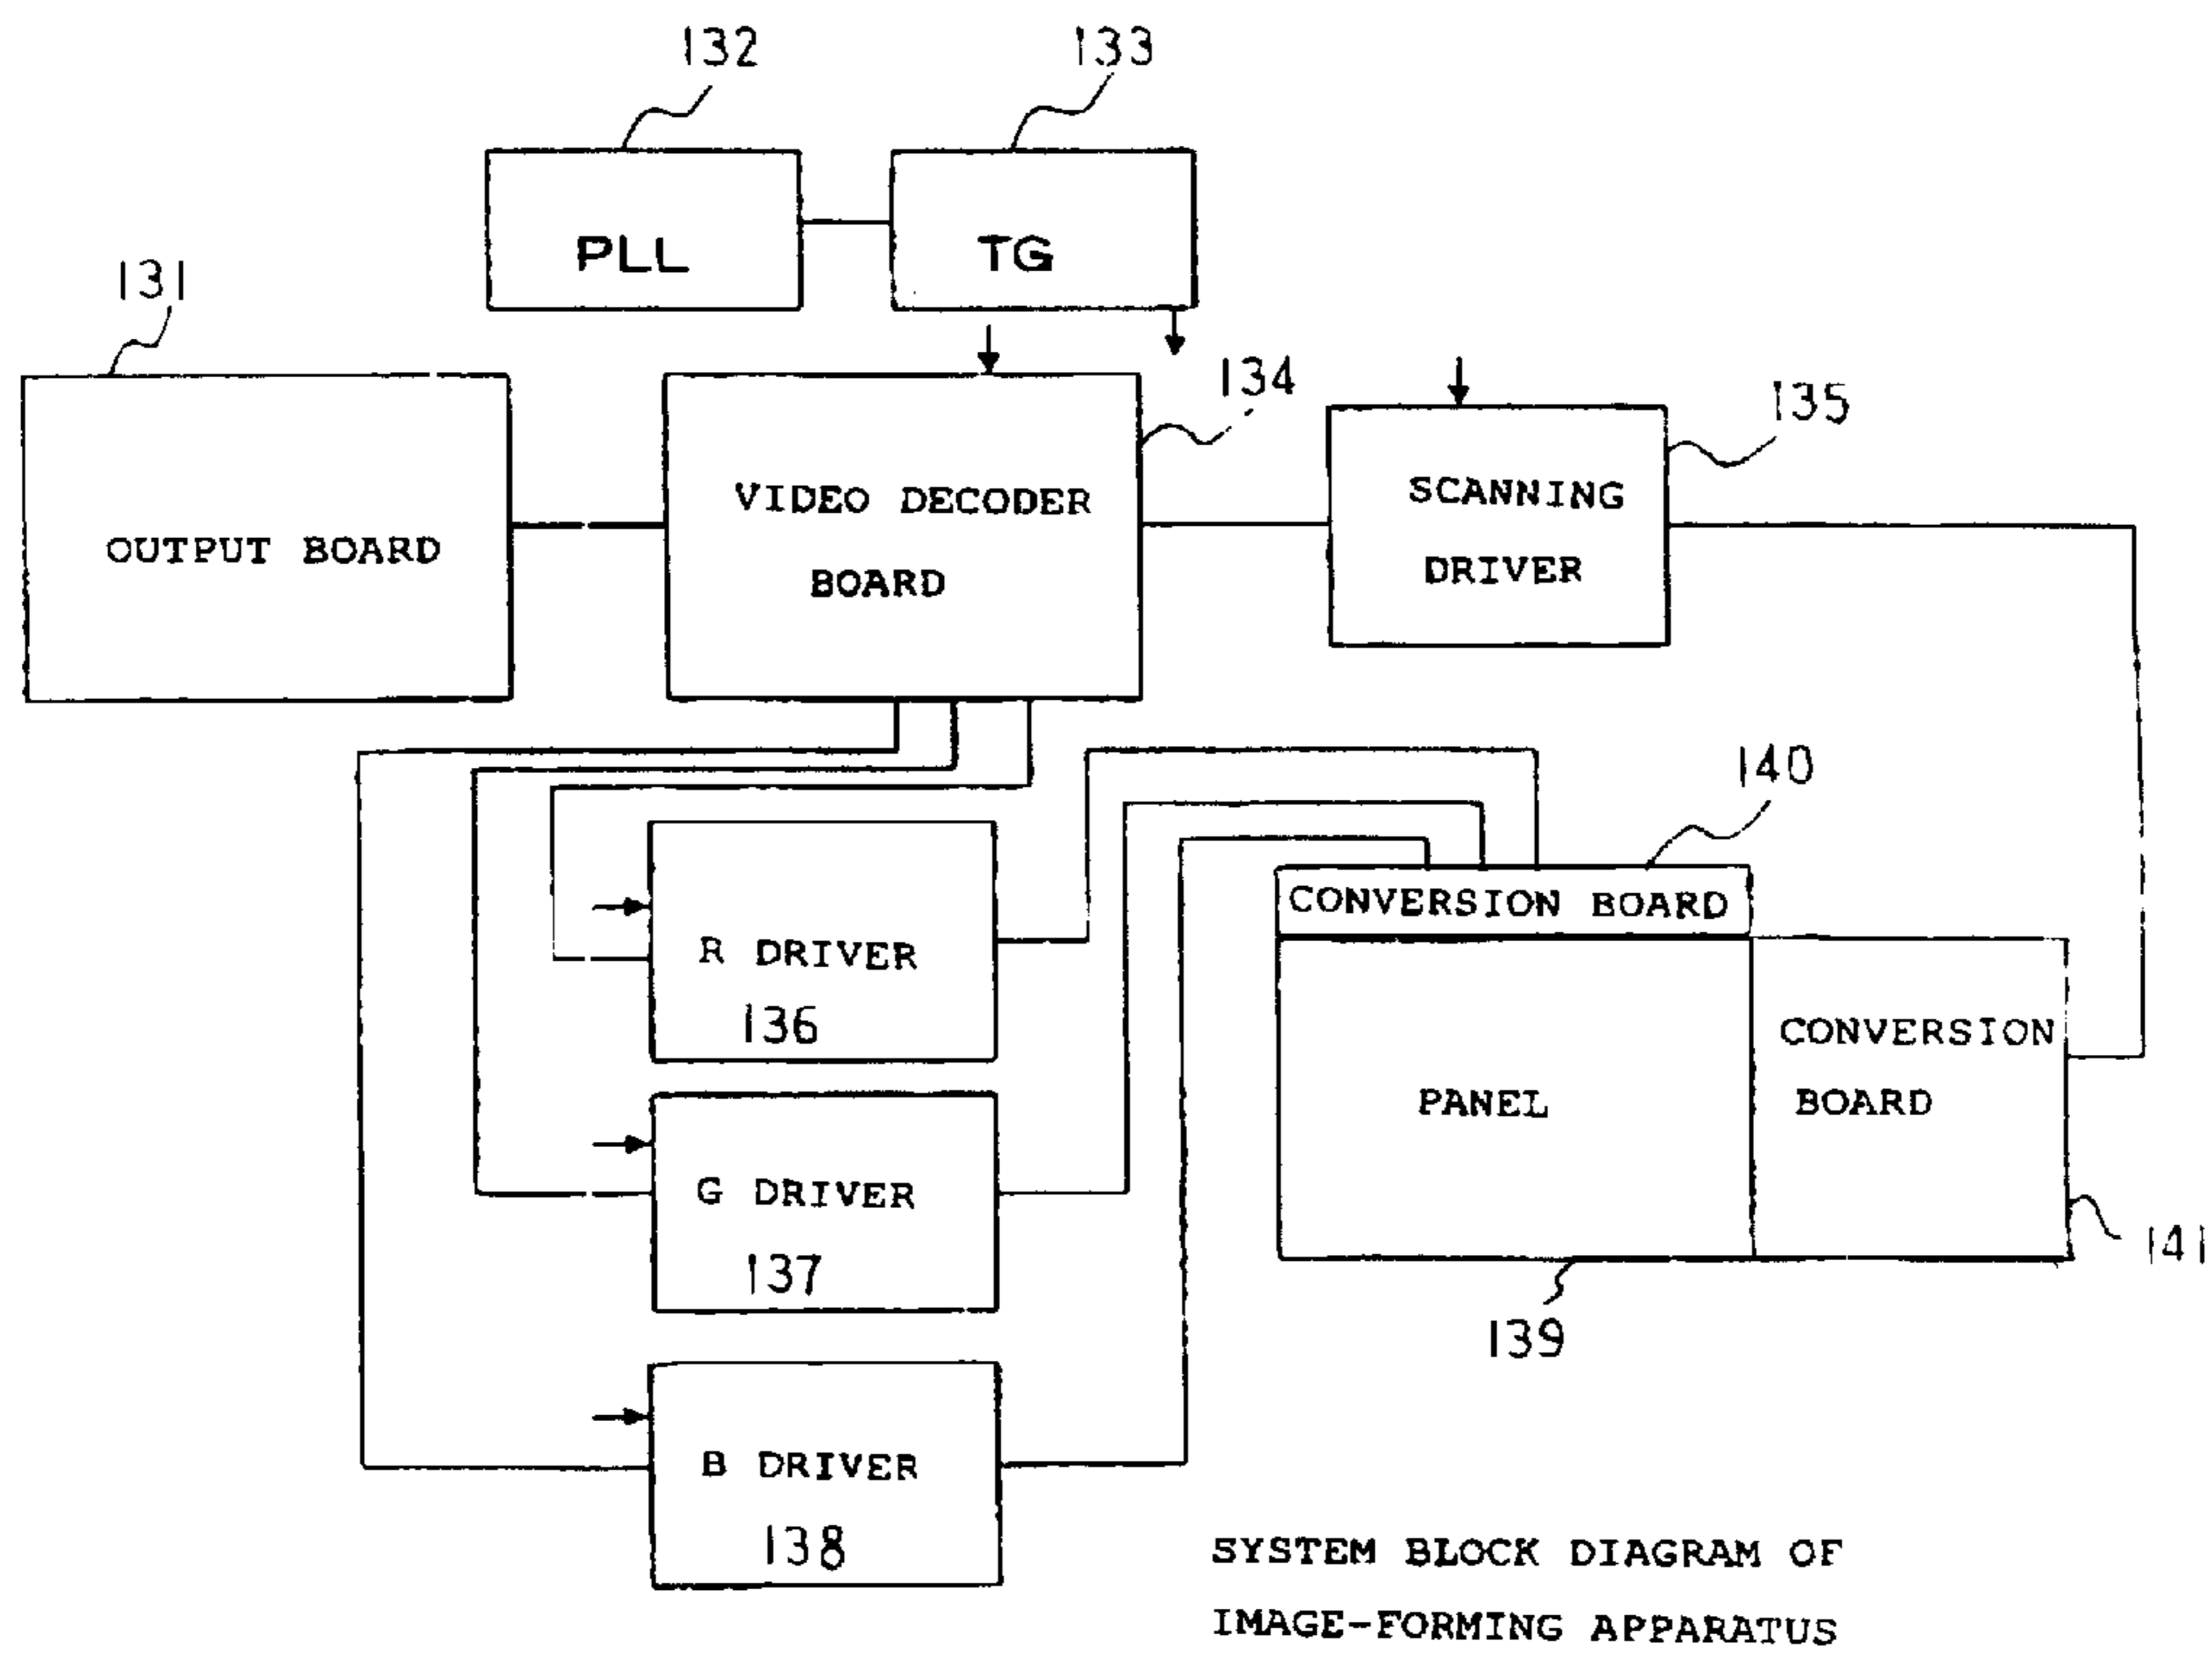 132
133
PLL
TG
131
134
135
OUTPUT BOARD
VIDEO DECODER
BOARD
SCANNING
DRIVER
140
CONVERSION BOARD
R DRIVER
136
PANEL
CONVERSION
BOARD
G DRIVER
137
141
139
B DRIVER
138
SYSTEM BLOCK DIAGRAM OF
IMAGE-FORMING APPARATUS